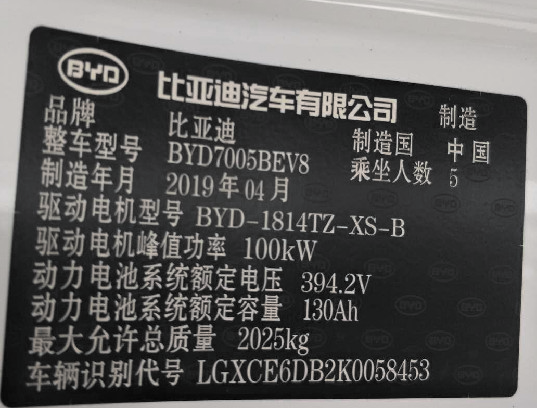 BYD 比亚迪汽车有限公司 制造
品牌 比亚迪 制造国 中国
整车型号 BYD7005BEV8 乘坐人数 5
制造年月 2019年04月
驱动电机型号 BYD-1814TZ-XS-B
驱动电机峰值功率 100kW
动力电池系统额定电压 394.2V
动力电池系统额定容量 130Ah
最大允许总质量 2025kg
车辆识别代号 LGXCE6DB2K0058453